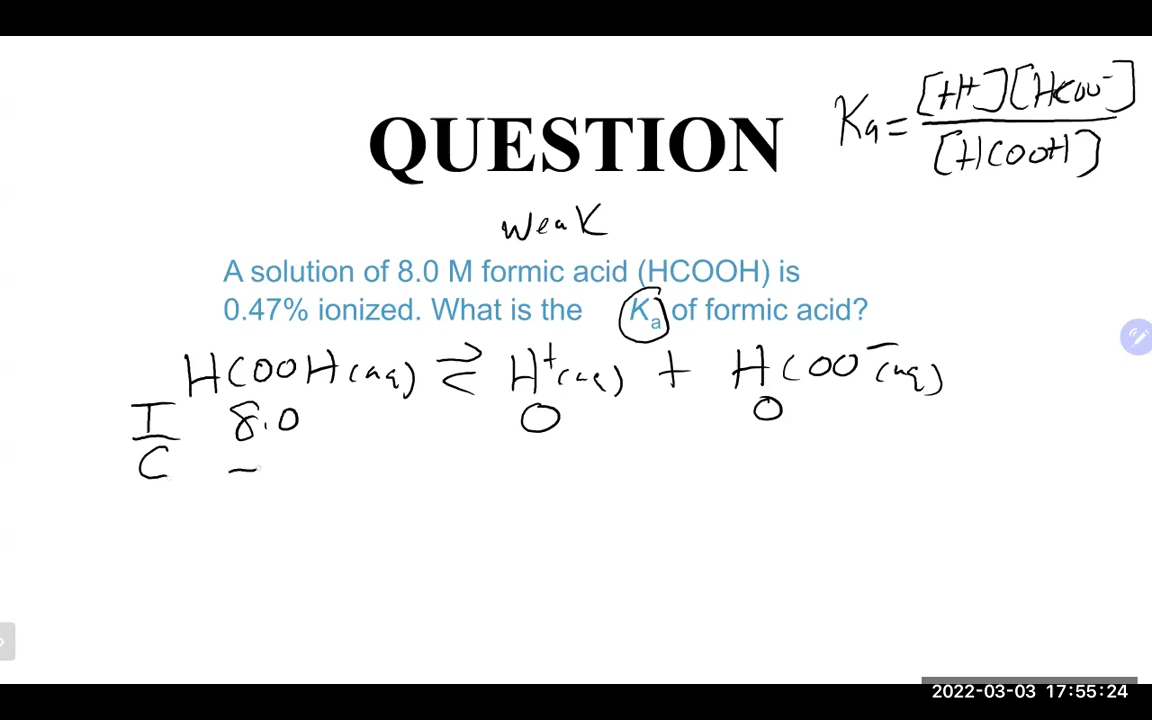 QUESTION
Ka = [H+][HCOO-]
[HCOOH]
weak
A solution of 8.0 M formic acid (HCOOH) is
0.47% ionized. What is the Ka of formic acid?
HCOOH(aq) ⇌ H+(aq) + HCOO-(aq)
I 8.0 0 0
C -
2022-03-03 17:55:24